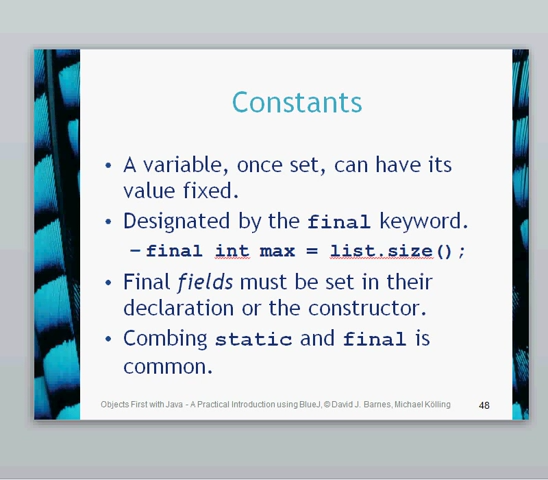 Constants
• A variable, once set, can have its
value fixed.
• Designated by the final keyword.
– final int max = list.size();
• Final fields must be set in their
declaration or the constructor.
• Combing static and final is
common.
Objects First with Java - A Practical Introduction using BlueJ, © David J. Barnes, Michael Kölling
48